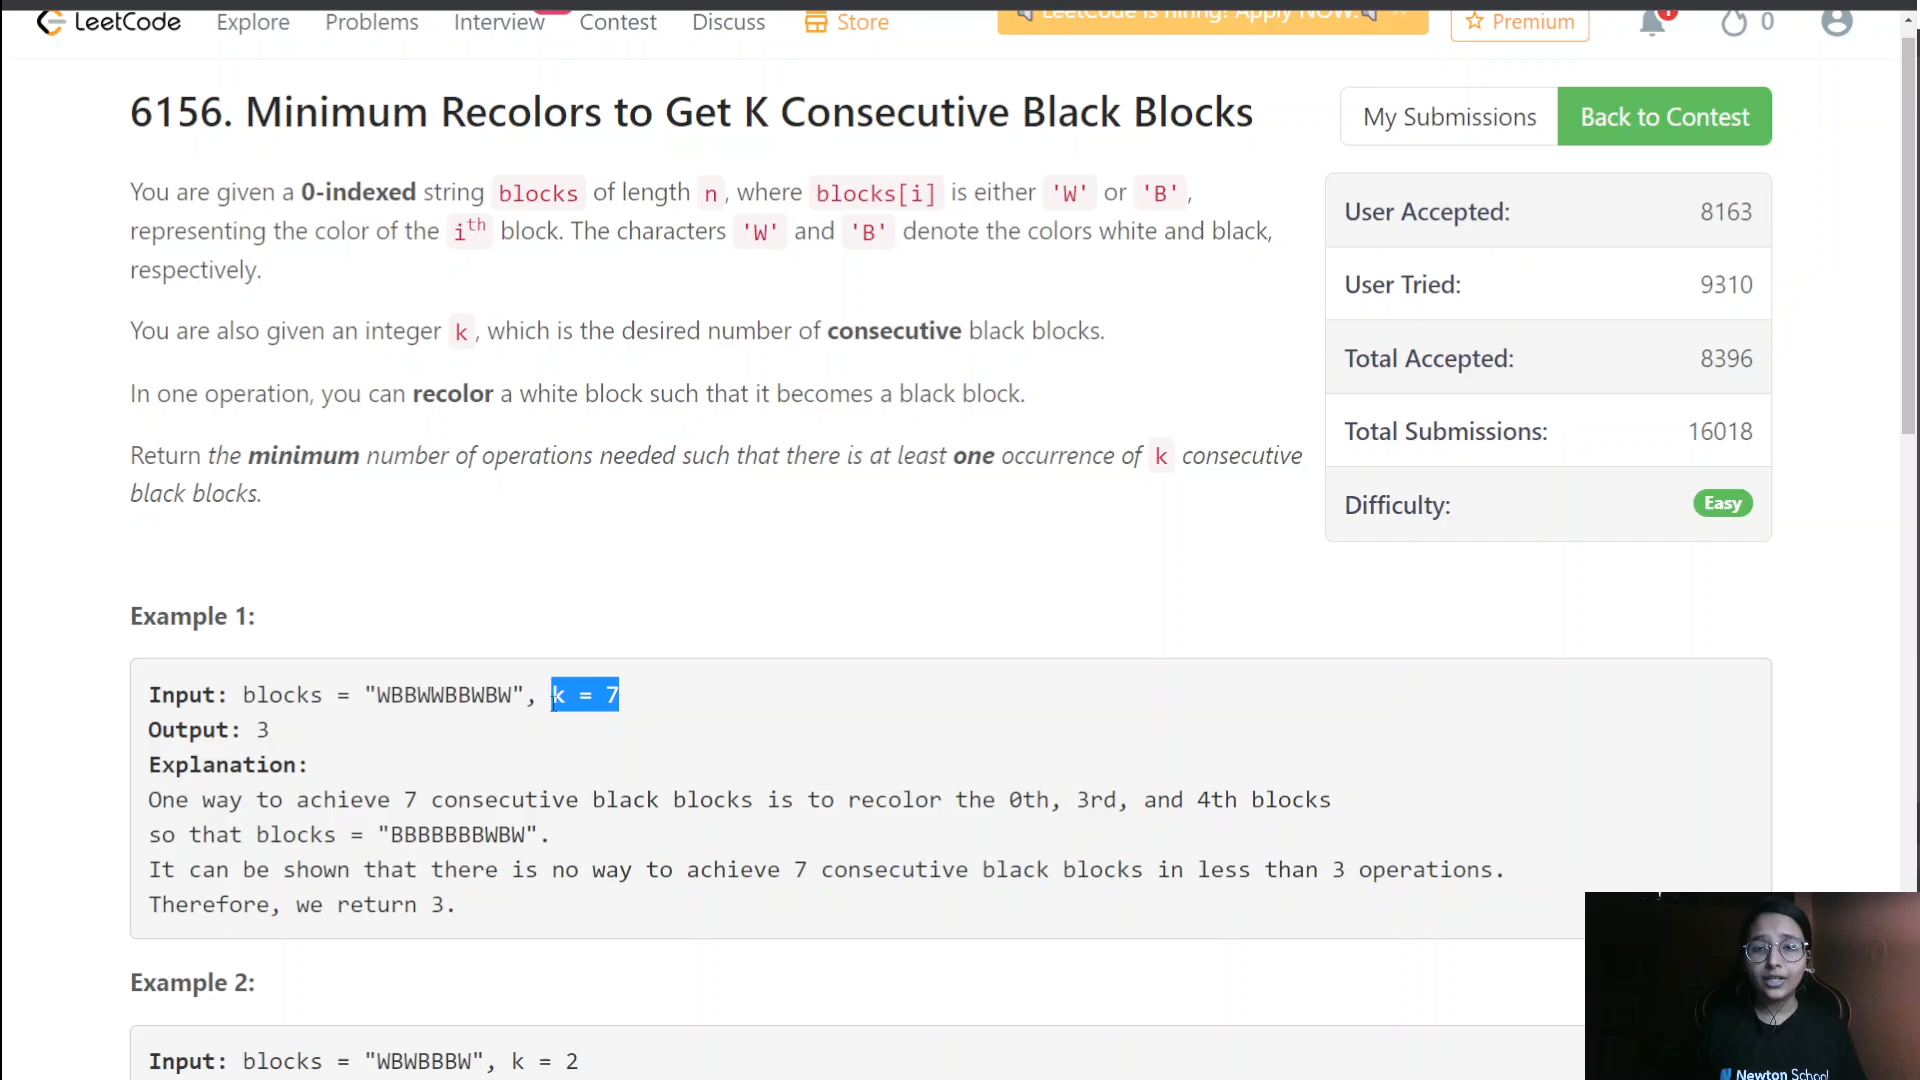 LeetCode Explore Problems Interview Contest Discuss Store LeetCode is hiring! Apply NOW. Premium 0
6156. Minimum Recolors to Get K Consecutive Black Blocks
My Submissions Back to Contest
You are given a 0-indexed string blocks of length n, where blocks[i] is either 'W' or 'B',
representing the color of the ith block. The characters 'W' and 'B' denote the colors white and black,
respectively.
You are also given an integer k, which is the desired number of consecutive black blocks.
In one operation, you can recolor a white block such that it becomes a black block.
Return the minimum number of operations needed such that there is at least one occurrence of k consecutive
black blocks.
User Accepted: 8163
User Tried: 9310
Total Accepted: 8396
Total Submissions: 16018
Difficulty: Easy
Example 1:
Input: blocks = "WBBWWBBWBW", k = 7
Output: 3
Explanation:
One way to achieve 7 consecutive black blocks is to recolor the 0th, 3rd, and 4th blocks
so that blocks = "BBBBBBBWBW".
It can be shown that there is no way to achieve 7 consecutive black blocks in less than 3 operations.
Therefore, we return 3.
Example 2:
Input: blocks = "WBWBBBW", k = 2
Newton School